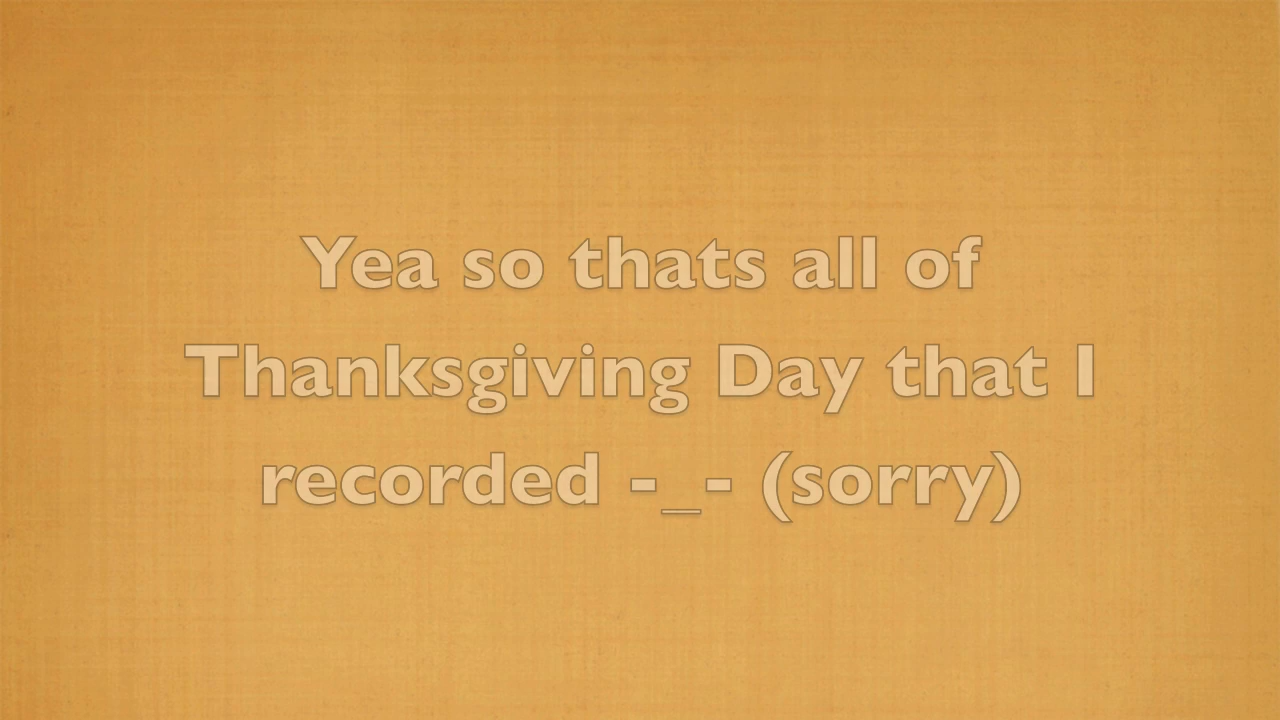 Yea so thats all of
Thanksgiving Day that I
recorded -_- (sorry)